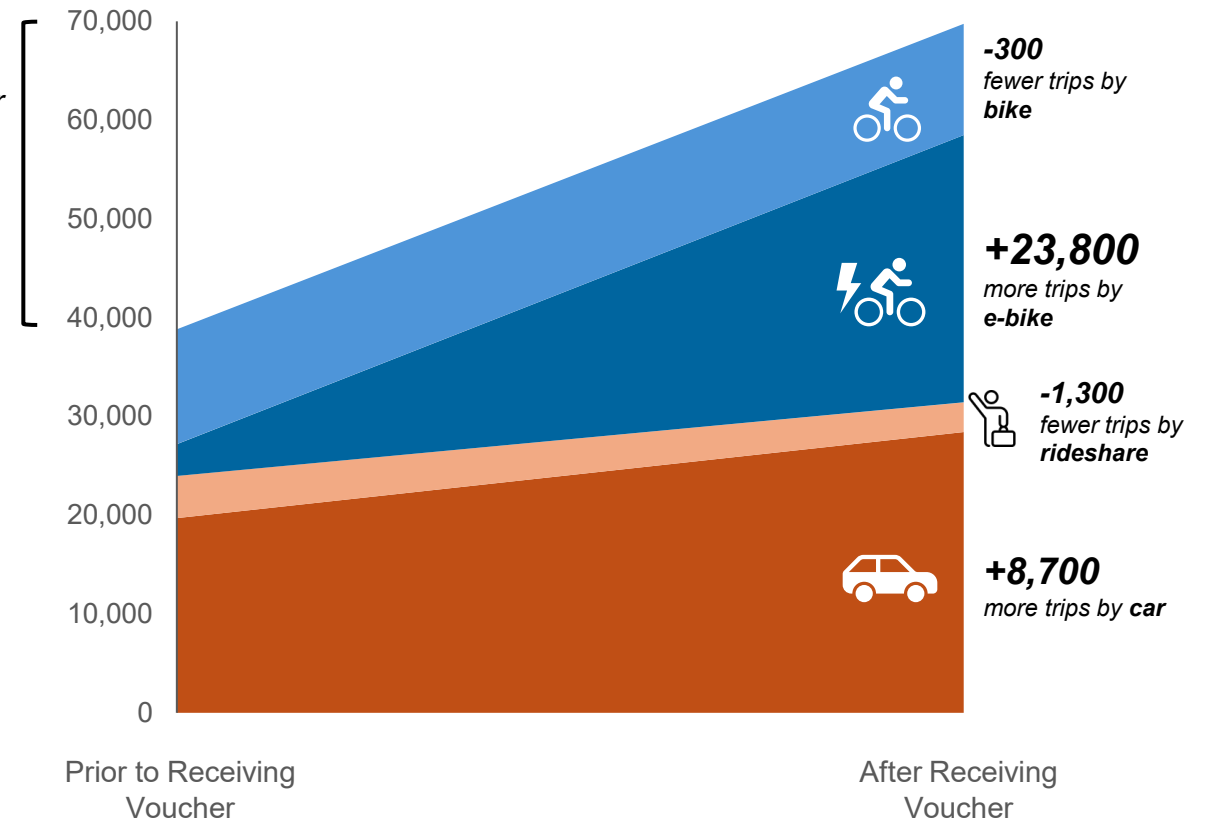 70,000
60,000
50,000
40,000
30,000
20,000
10,000
0
-300
fewer trips by
bike
+23,800
more trips by
e-bike
-1,300
fewer trips by
rideshare
+8,700
more trips by car
Prior to Receiving
Voucher
After Receiving
Voucher